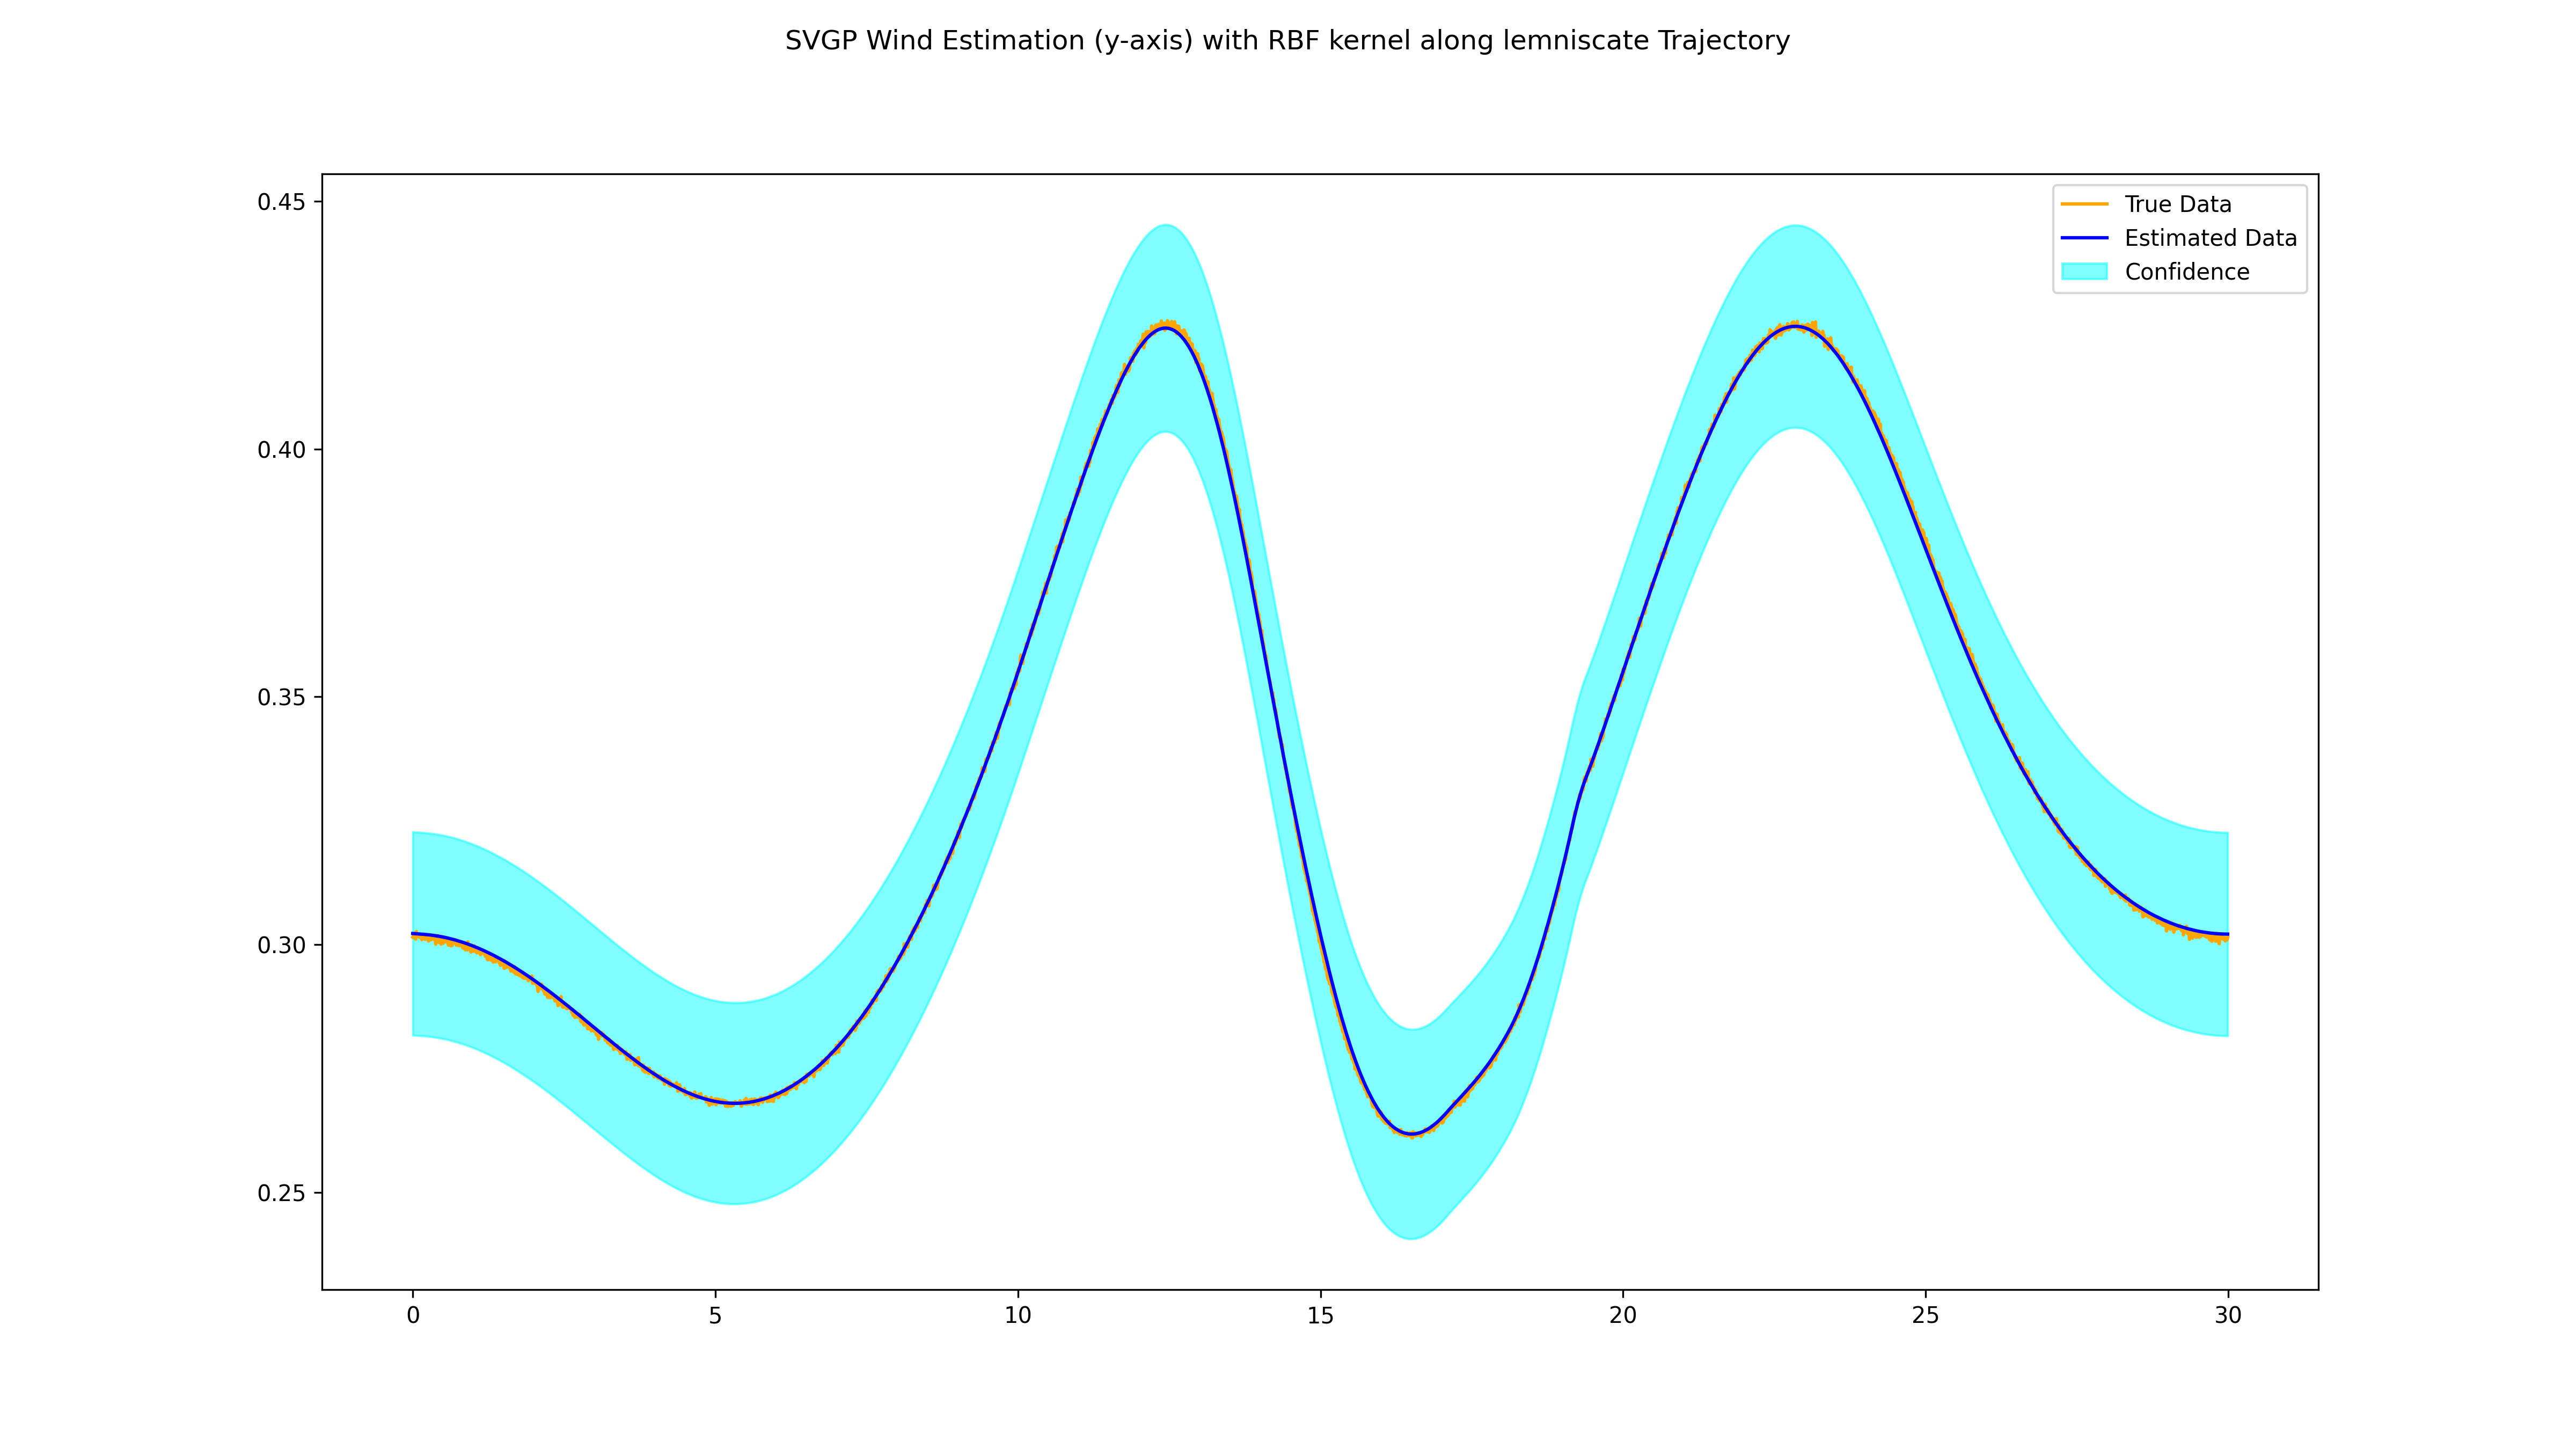 SVGP Wind Estimation (y-axis) with RBF kernel along lemniscate Trajectory
True Data
Estimated Data
Confidence
0.45
0.40
0.35
0.30
0.25
0 5 10 15 20 25 30